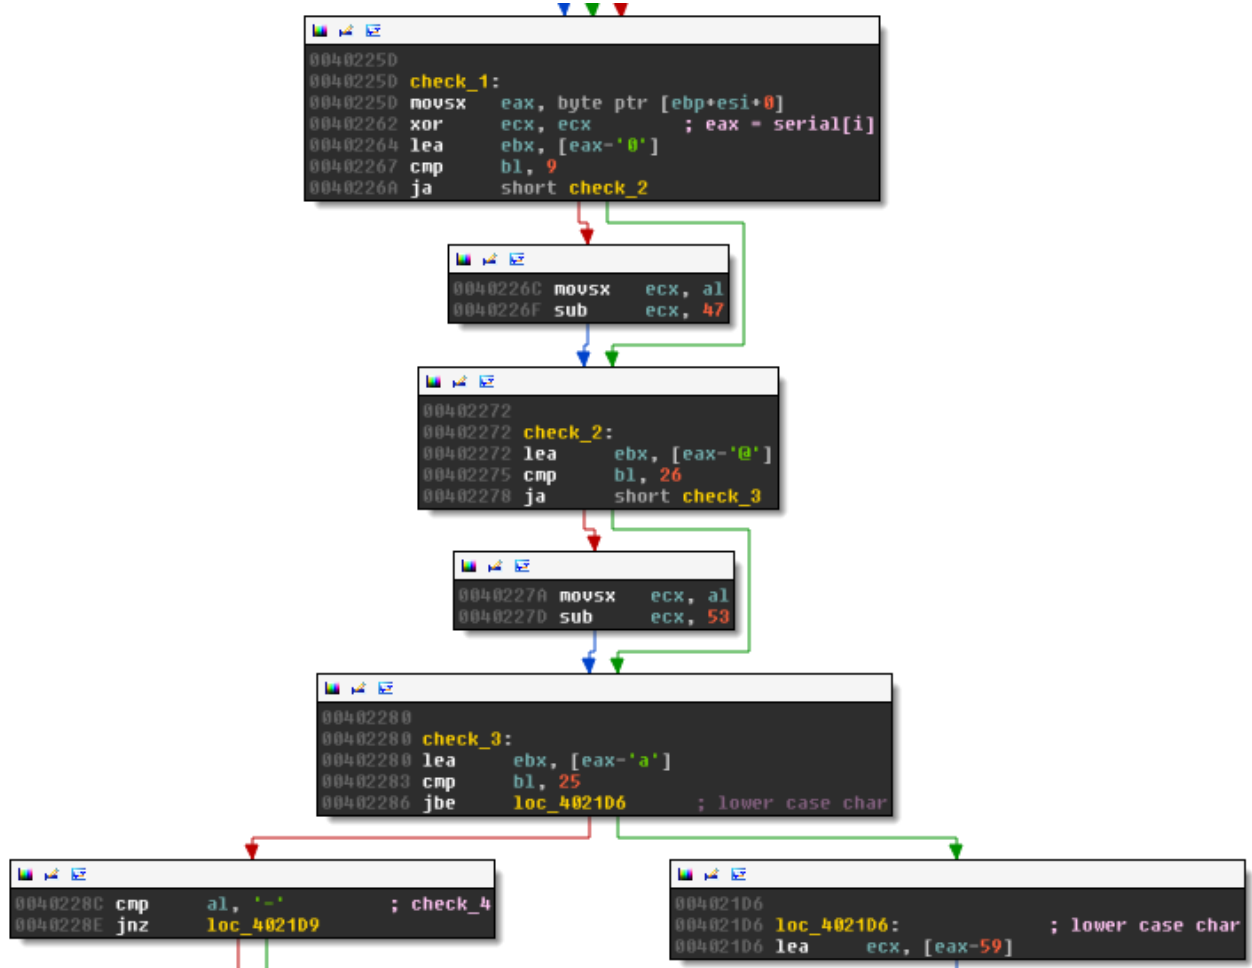 0040225D
0040225D check_1:
0040225D movsx eax, byte ptr [ebp+esi+0]
00402262 xor ecx, ecx ; eax = serial[i]
00402264 lea ebx, [eax-'0']
00402267 cmp bl, 9
0040226A ja short check_2
0040226C movsx ecx, al
0040226F sub ecx, 47
00402272
00402272 check_2:
00402272 lea ebx, [eax-'@']
00402275 cmp bl, 26
00402278 ja short check_3
0040227A movsx ecx, al
0040227D sub ecx, 53
00402280
00402280 check_3:
00402280 lea ebx, [eax-'a']
00402283 cmp bl, 25
00402286 jbe loc_4021D6 ; lower case char
0040228C cmp al, '-' ; check_4
0040228E jnz loc_4021D9
004021D6
004021D6 loc_4021D6: ; lower case char
004021D6 lea ecx, [eax-59]